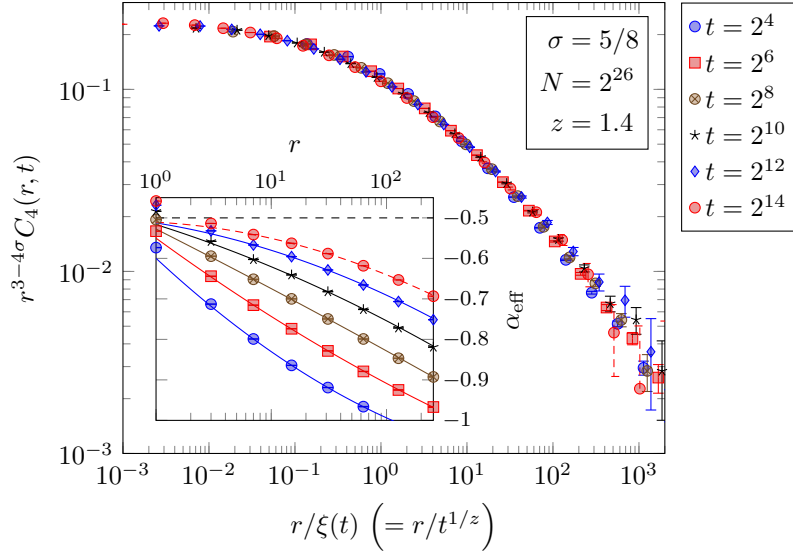 σ = 5/8
N = 2^26
z = 1.4
t = 2^4
t = 2^6
t = 2^8
t = 2^10
t = 2^12
t = 2^14
r^{3−4σ}C_4(r, t)
10^−1
10^−2
10^−3
r
10^0
10
10^2
−0.5
−0.6
−0.7
−0.8
−0.9
−1
α_eff
10^−3
10^−2
10^−1
10^0
10^1
10^2
10^3
r/ξ(t) (= r/t^{1/z})